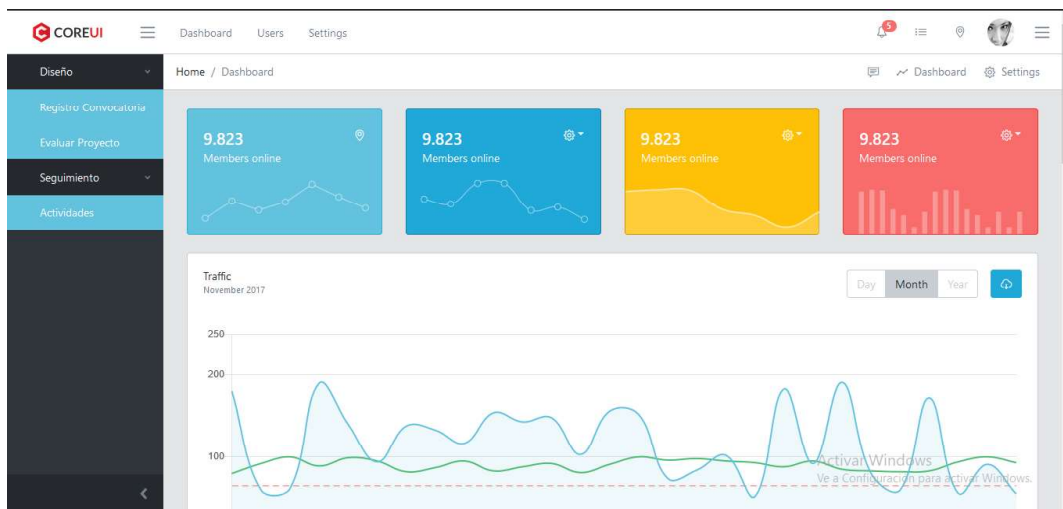 COREUI
Dashboard Users Settings
5
Diseño
Home / Dashboard
Dashboard Settings
Registro Convocatoria
Evaluar Proyecto
Seguimiento
Actividades
9.823
Members online
9.823
Members online
9.823
Members online
9.823
Members online
Traffic
November 2017
Day Month Year
250
200
100
Activar Windows
Ve a Configuración para activar Windows.